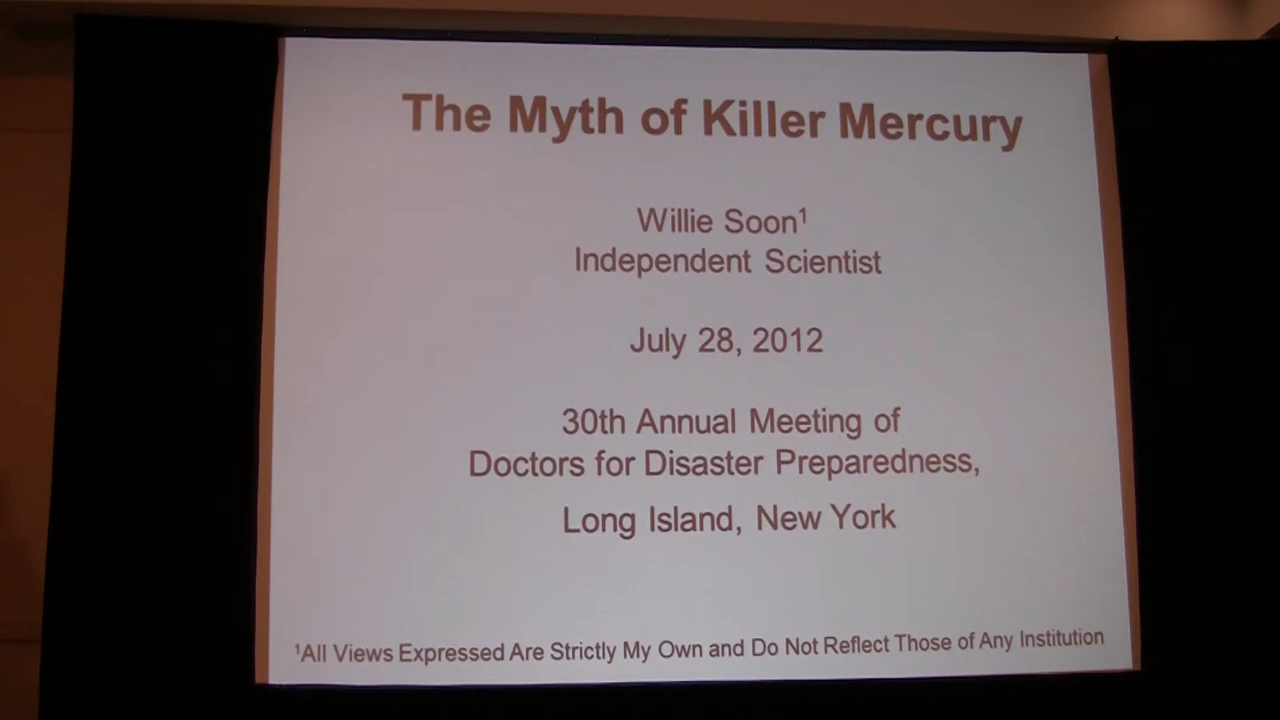 The Myth of Killer Mercury
Willie Soon¹
Independent Scientist
July 28, 2012
30th Annual Meeting of
Doctors for Disaster Preparedness,
Long Island, New York
¹All Views Expressed Are Strictly My Own and Do Not Reflect Those of Any Institution